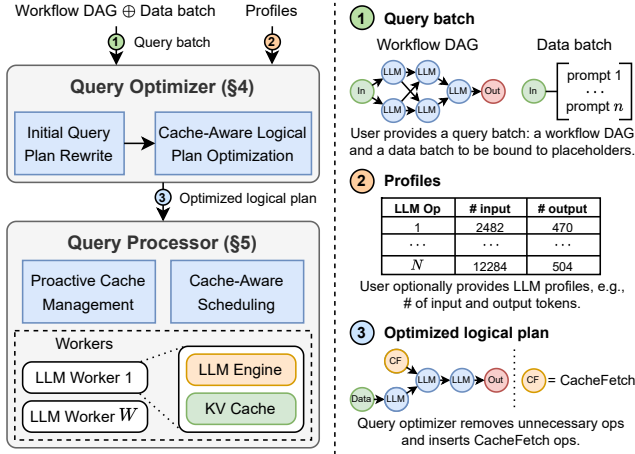 Workflow DAG ⊕ Data batch
Profiles
1 Query batch
2
Query Optimizer (§4)
Initial Query
Plan Rewrite
Cache-Aware Logical
Plan Optimization
3 Optimized logical plan
Query Processor (§5)
Proactive Cache
Management
Cache-Aware
Scheduling
Workers
LLM Worker 1
LLM Worker W
LLM Engine
KV Cache
1 Query batch
Workflow DAG
Data batch
In
LLM
LLM
LLM
LLM
LLM
Out
In
prompt 1
...
prompt n
User provides a query batch: a workflow DAG
and a data batch to be bound to placeholders.
2 Profiles
LLM Op # input # output
1 2482 470
... ... ...
N 12284 504
User optionally provides LLM profiles, e.g.,
# of input and output tokens.
3 Optimized logical plan
CF
LLM
LLM
Out
Data
LLM
CF = CacheFetch
Query optimizer removes unnecessary ops
and inserts CacheFetch ops.